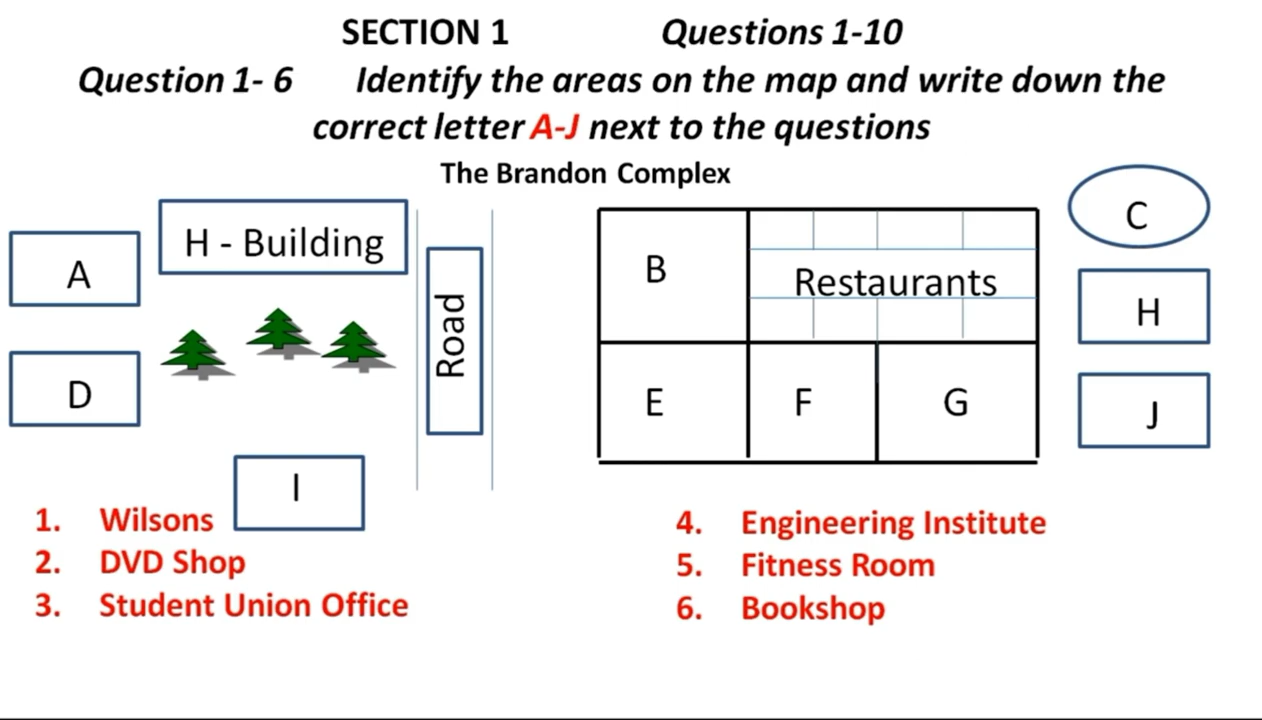 SECTION 1 Questions 1-10
Question 1- 6 Identify the areas on the map and write down the
correct letter A-J next to the questions
The Brandon Complex
H - Building
A
D
I
Road
B
Restaurants
E
F
G
C
H
J
1. Wilsons
2. DVD Shop
3. Student Union Office
4. Engineering Institute
5. Fitness Room
6. Bookshop